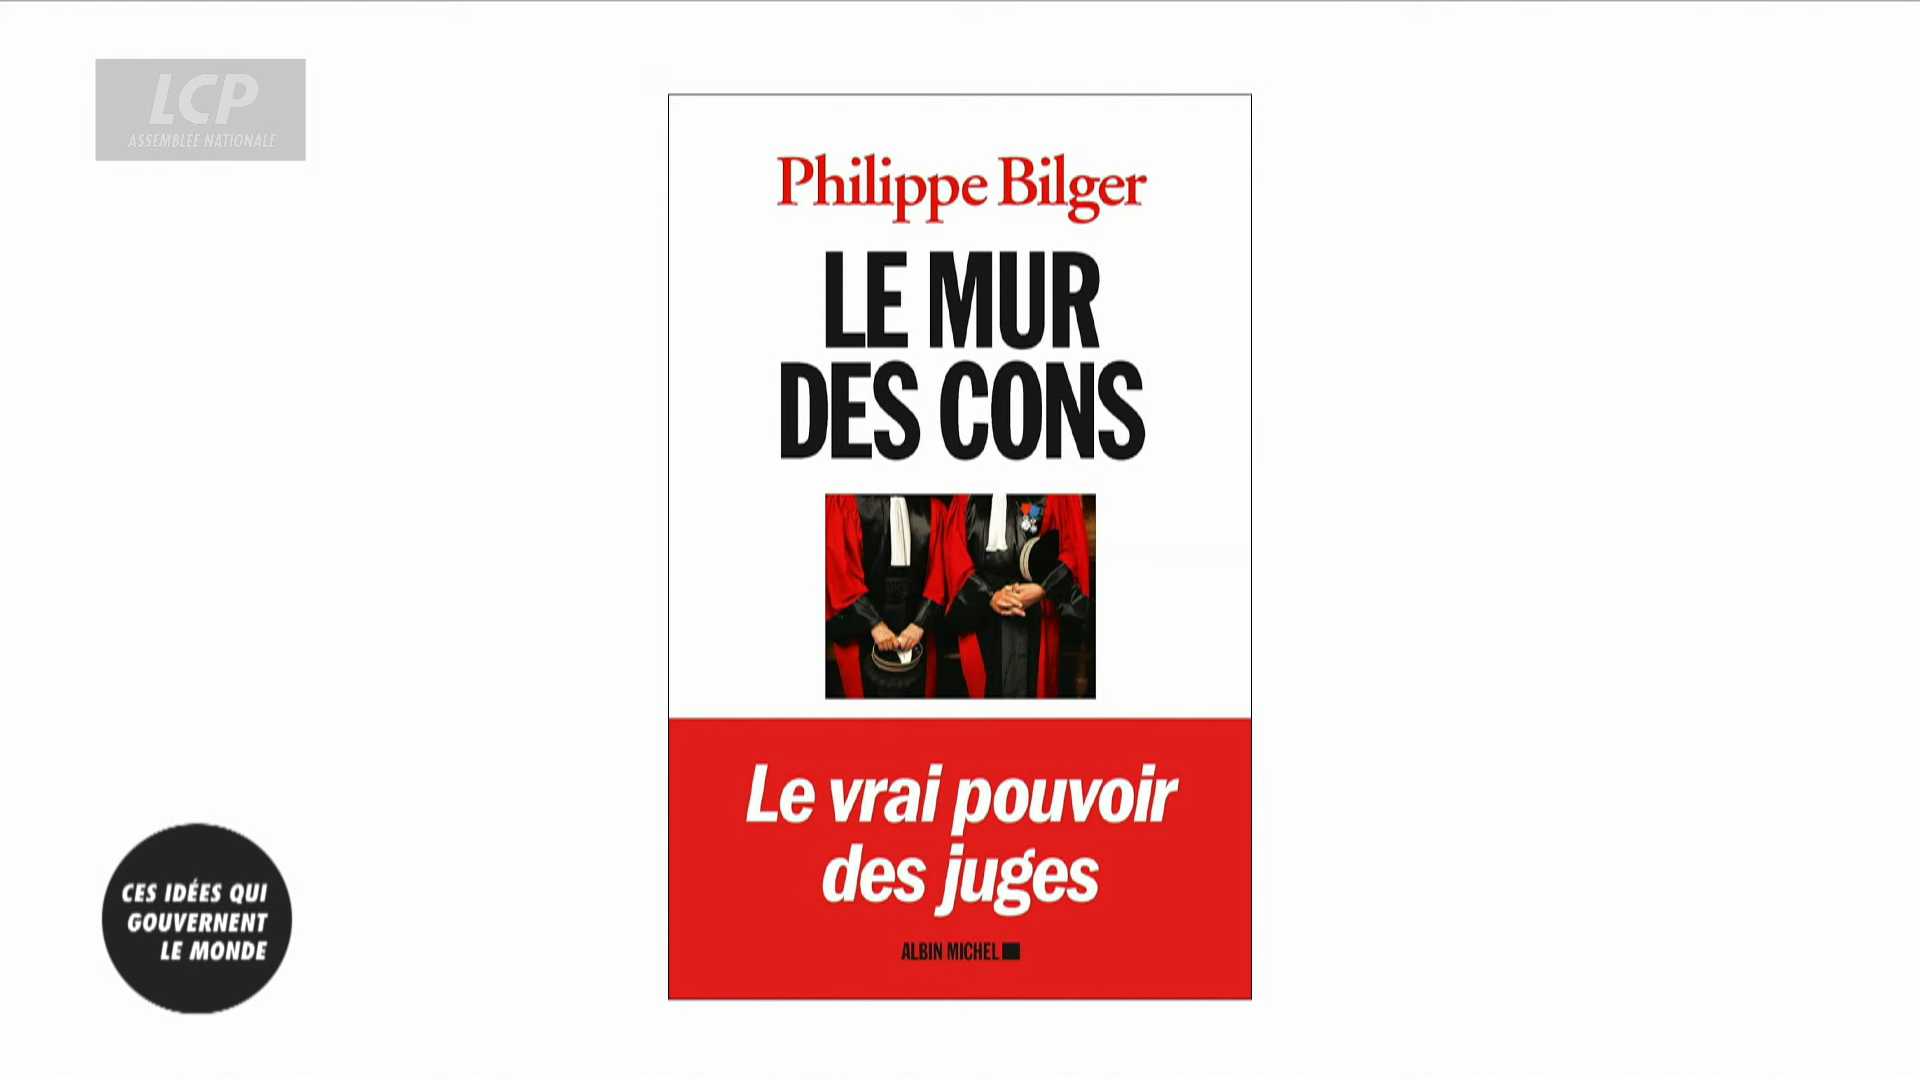 LCP
ASSEMBLÉE NATIONALE
Philippe Bilger
LE MUR
DES CONS
Le vrai pouvoir
des juges
ALBIN MICHEL
CES IDÉES QUI
GOUVERNENT
LE MONDE